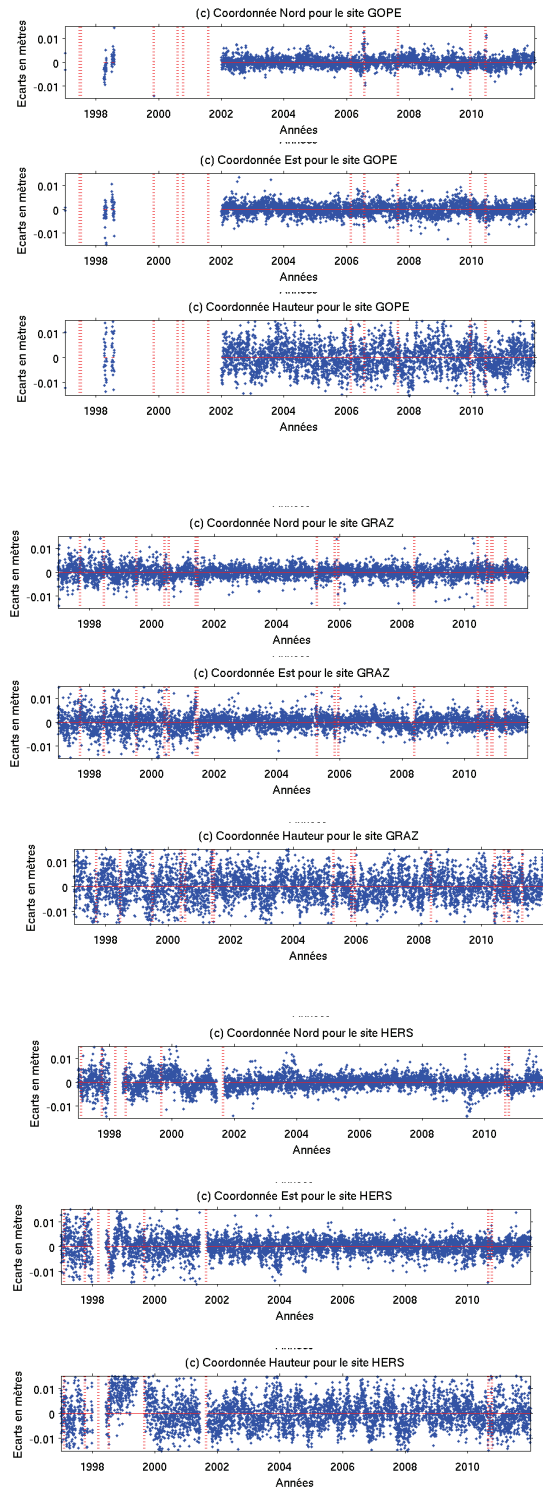 (c) Coordonnée Nord pour le site GOPE
Ecarts en mètres
0.01
0
-0.01
1998 2000 2002 2004 2006 2008 2010
Années
(c) Coordonnée Est pour le site GOPE
Ecarts en mètres
0.01
0
-0.01
1998 2000 2002 2004 2006 2008 2010
Années
(c) Coordonnée Hauteur pour le site GOPE
Ecarts en mètres
0.01
0
-0.01
1998 2000 2002 2004 2006 2008 2010
Années
(c) Coordonnée Nord pour le site GRAZ
Ecarts en mètres
0.01
0
-0.01
1998 2000 2002 2004 2006 2008 2010
Années
(c) Coordonnée Est pour le site GRAZ
Ecarts en mètres
0.01
0
-0.01
1998 2000 2002 2004 2006 2008 2010
Années
(c) Coordonnée Hauteur pour le site GRAZ
Ecarts en mètres
0.01
0
-0.01
1998 2000 2002 2004 2006 2008 2010
Années
(c) Coordonnée Nord pour le site HERS
Ecarts en mètres
0.01
0
-0.01
1998 2000 2002 2004 2006 2008 2010
Années
(c) Coordonnée Est pour le site HERS
Ecarts en mètres
0.01
0
-0.01
1998 2000 2002 2004 2006 2008 2010
Années
(c) Coordonnée Hauteur pour le site HERS
Ecarts en mètres
0.01
0
-0.01
1998 2000 2002 2004 2006 2008 2010
Années